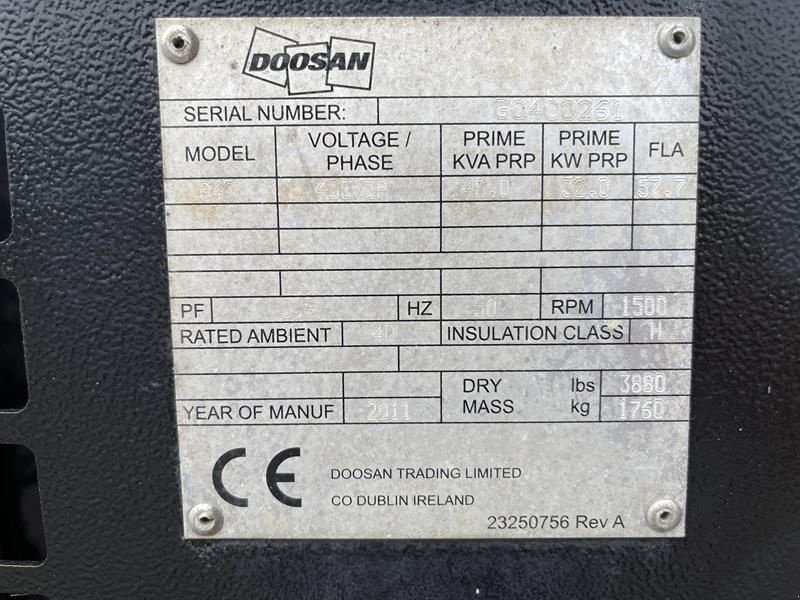 DOOSAN
SERIAL NUMBER: GO400261
MODEL VOLTAGE / PHASE PRIME KVA PRP PRIME KW PRP FLA
G40 400/3P 40.0 32.0 57.7
PF 0.8 HZ 50 RPM 1500
RATED AMBIENT 40 INSULATION CLASS H
DRY MASS lbs 3880
YEAR OF MANUF 2011 kg 1760
CE
DOOSAN TRADING LIMITED
CO DUBLIN IRELAND
23250756 Rev A